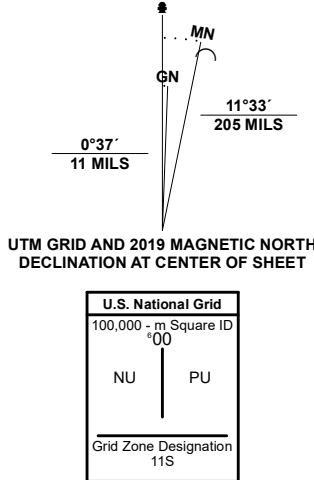 MN
GN
0°37´
11 MILS
11°33´
205 MILS
UTM GRID AND 2019 MAGNETIC NORTH
DECLINATION AT CENTER OF SHEET
U.S. National Grid
100,000 - m Square ID
⁶00
NU PU
Grid Zone Designation
11S